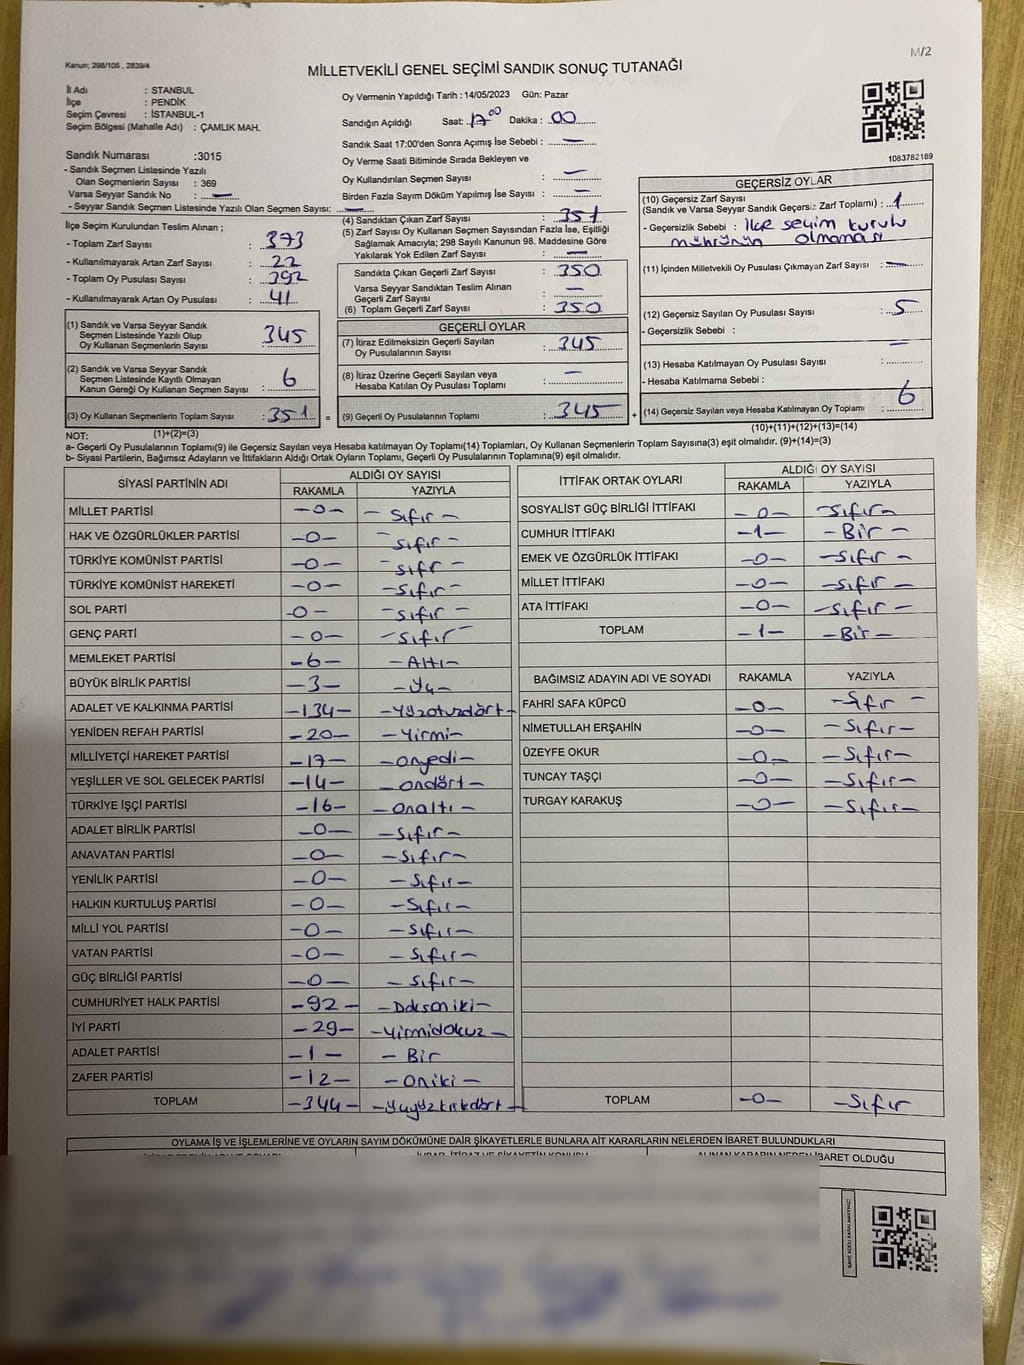 M/2
Kanun; 298/105 , 2839/4
MİLLETVEKİLİ GENEL SEÇİMİ SANDIK SONUÇ TUTANAĞI
İl Adı : STANBUL
İlçe : PENDİK
Seçim Çevresi : İSTANBUL-1
Seçim Bölgesi (Mahalle Adı) : ÇAMLIK MAH.
Sandık Numarası :3015
- Sandık Seçmen Listesinde Yazılı
Olan Seçmenlerin Sayısı : 369
Varsa Seyyar Sandık No : —
- Seyyar Sandık Seçmen Listesinde Yazılı Olan Seçmen Sayısı: —
Oy Vermenin Yapıldığı Tarih : 14/05/2023 Gün: Pazar
Sandığın Açıldığı Saat: 17⁰⁰ Dakika : 00
Sandık Saat 17:00'den Sonra Açımış İse Sebebi : —
Oy Verme Saati Bitiminde Sırada Bekleyen ve
Oy Kullandırılan Seçmen Sayısı : —
Birden Fazla Sayım Döküm Yapılmış İse Sayısı : —
1083782189
İlçe Seçim Kurulundan Teslim Alınan ;
- Toplam Zarf Sayısı : 373
- Kullanılmayarak Artan Zarf Sayısı : 22
- Toplam Oy Pusulası Sayısı : 392
- Kullanılmayarak Artan Oy Pusulası : 41
(4) Sandıktan Çıkan Zarf Sayısı : 351
(5) Zarf Sayısı Oy Kullanan Seçmen Sayısından Fazla İse, Eşitliği
Sağlamak Amacıyla; 298 Sayılı Kanunun 98. Maddesine Göre
Yakılarak Yok Edilen Zarf Sayısı : —
Sandıkta Çıkan Geçerli Zarf Sayısı : 350
Varsa Seyyar Sandıktan Teslim Alınan
Geçerli Zarf Sayısı : —
(6) Toplam Geçerli Zarf Sayısı : 350
GEÇERSİZ OYLAR
(10) Geçersiz Zarf Sayısı
(Sandık ve Varsa Seyyar Sandık Geçersiz Zarf Toplamı) : 1
- Geçersizlik Sebebi : ilçe seçim kurulu
mührünün olmaması
(11) İçinden Milletvekili Oy Pusulası Çıkmayan Zarf Sayısı : —
(12) Geçersiz Sayılan Oy Pusulası Sayısı : 5
- Geçersizlik Sebebi :
(13) Hesaba Katılmayan Oy Pusulası Sayısı : —
- Hesaba Katılmama Sebebi :
(14) Geçersiz Sayılan veya Hesaba Katılmayan Oy Toplamı : 6
(10)+(11)+(12)+(13)=(14)
(1) Sandık ve Varsa Seyyar Sandık
Seçmen Listesinde Yazılı Olup
Oy Kullanan Seçmenlerin Sayısı : 345
(2) Sandık ve Varsa Seyyar Sandık
Seçmen Listesinde Kayıtlı Olmayan
Kanun Gereği Oy Kullanan Seçmen Sayısı : 6
(3) Oy Kullanan Seçmenlerin Toplam Sayısı : 351 =
(1)+(2)=(3)
GEÇERLİ OYLAR
(7) İtiraz Edilmeksizin Geçerli Sayılan
Oy Pusulalarının Sayısı : 345
(8) İtiraz Üzerine Geçerli Sayılan veya
Hesaba Katılan Oy Pusulası Toplamı : —
(9) Geçerli Oy Pusulalarının Toplamı : 345 +
NOT:
a- Geçerli Oy Pusulalarının Toplamı(9) ile Geçersiz Sayılan veya Hesaba katılmayan Oy Toplamı(14) Toplamları, Oy Kullanan Seçmenlerin Toplam Sayısına(3) eşit olmalıdır. (9)+(14)=(3)
b- Siyasi Partilerin, Bağımsız Adayların ve İttifakların Aldığı Ortak Oyların Toplamı, Geçerli Oy Pusulalarının Toplamına(9) eşit olmalıdır.
SİYASİ PARTİNİN ADI ALDIĞI OY SAYISI
RAKAMLA YAZIYLA
MİLLET PARTİSİ -0- - Sıfır -
HAK VE ÖZGÜRLÜKLER PARTİSİ -0- - sıfır -
TÜRKİYE KOMÜNİST PARTİSİ -0- - sıfr -
TÜRKİYE KOMÜNİST HAREKETİ -0- - sıfır -
SOL PARTİ -0- - sıfır -
GENÇ PARTİ -0- - sıfır -
MEMLEKET PARTİSİ -6- - Altı -
BÜYÜK BİRLİK PARTİSİ -3- - Üç -
ADALET VE KALKINMA PARTİSİ -134- - Yüzotuzdört -
YENİDEN REFAH PARTİSİ -20- - Yirmi -
MİLLİYETÇİ HAREKET PARTİSİ -17- - onyedi -
YEŞİLLER VE SOL GELECEK PARTİSİ -14- - ondört -
TÜRKİYE İŞÇİ PARTİSİ -16- - onaltı -
ADALET BİRLİK PARTİSİ -0- - Sıfır -
ANAVATAN PARTİSİ -0- - Sıfır -
YENİLİK PARTİSİ -0- - Sıfır -
HALKIN KURTULUŞ PARTİSİ -0- - Sıfır -
MİLLİ YOL PARTİSİ -0- - Sıfır -
VATAN PARTİSİ -0- - Sıfır -
GÜÇ BİRLİĞİ PARTİSİ -0- - sıfır -
CUMHURİYET HALK PARTİSİ -92- - Doksaniki -
İYİ PARTİ -29- - Yirmidokuz -
ADALET PARTİSİ -1- - Bir
ZAFER PARTİSİ -12- - oniki -
TOPLAM -344- - Üçyüzkırkdört -
İTTİFAK ORTAK OYLARI ALDIĞI OY SAYISI
RAKAMLA YAZIYLA
SOSYALİST GÜÇ BİRLİĞİ İTTİFAKI -0- - Sıfır -
CUMHUR İTTİFAKI -1- - Bir -
EMEK VE ÖZGÜRLÜK İTTİFAKI -0- - sıfır -
MİLLET İTTİFAKI -0- - sıfır -
ATA İTTİFAKI -0- - Sıfır -
TOPLAM -1- - Bir -
BAĞIMSIZ ADAYIN ADI VE SOYADI RAKAMLA YAZIYLA
FAHRİ SAFA KÜPCÜ -0- - Sıfır -
NİMETULLAH ERŞAHİN -0- - Sıfır -
ÜZEYFE OKUR -0- - Sıfır -
TUNCAY TAŞÇI -0- - Sıfır -
TURGAY KARAKUŞ -0- - Sıfır -
TOPLAM -0- - Sıfır
OYLAMA İŞ VE İŞLEMLERİNE VE OYLARIN SAYIM DÖKÜMÜNE DAİR ŞİKAYETLERLE BUNLARA AİT KARARLARIN NELERDEN İBARET BULUNDUKLARI
ALINAN KARARIN NEDEN İBARET OLDUĞU